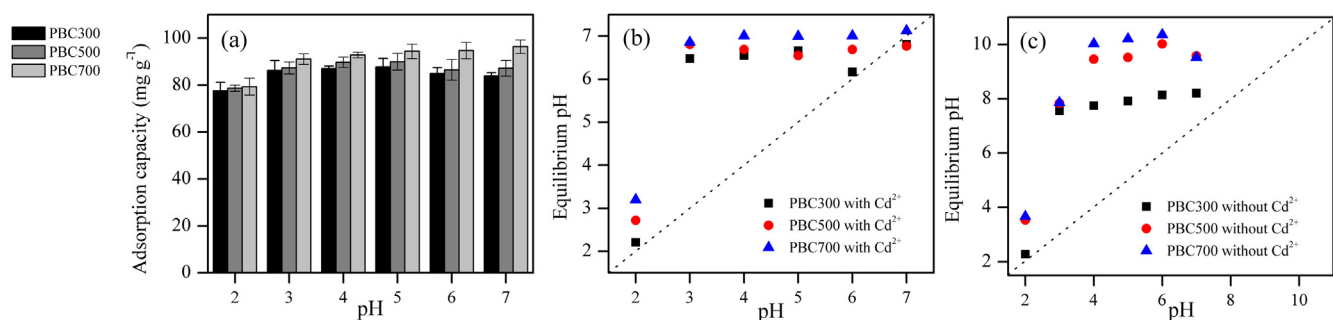 PBC300
PBC500
PBC700
(a)
Adsorption capacity (mg g⁻¹)
100
80
60
40
20
0
2 3 4 5 6 7
pH
(b)
Equilibrium pH
7
6
5
4
3
2
PBC300 with Cd²⁺
PBC500 with Cd²⁺
PBC700 with Cd²⁺
2 3 4 5 6 7
pH
(c)
Equilibrium pH
10
8
6
4
2
PBC300 without Cd²⁺
PBC500 without Cd²⁺
PBC700 without Cd²⁺
2 4 6 8 10
pH